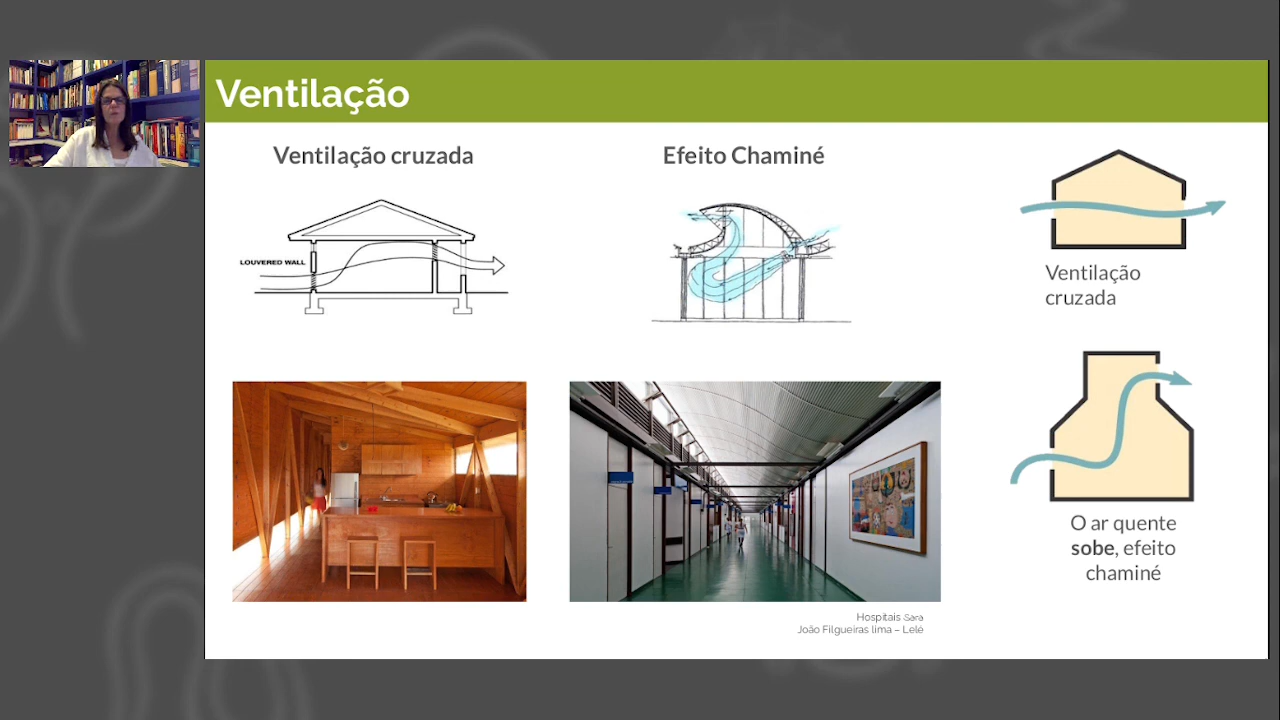 Ventilação
Ventilação cruzada
Efeito Chaminé
LOUVERED WALL
Ventilação
cruzada
O ar quente
sobe, efeito
chaminé
Hospitais Sara
João Filgueiras lima – Lelé